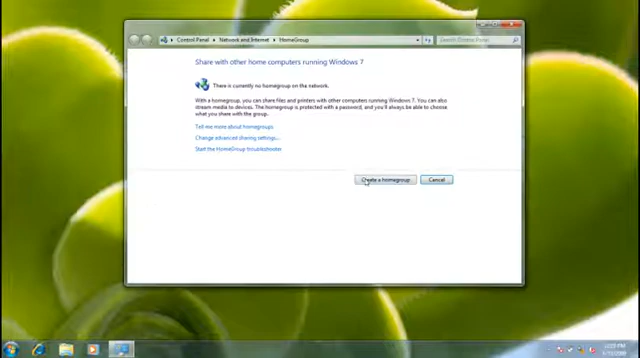 Control Panel ▸ Network and Internet ▸ HomeGroup
Search Control Panel
Share with other home computers running Windows 7
There is currently no homegroup on the network.
With a homegroup, you can share files and printers with other computers running Windows 7. You can also
stream media to devices. The homegroup is protected with a password, and you'll always be able to choose
what you share with the group.
Tell me more about homegroups
Change advanced sharing settings...
Start the HomeGroup troubleshooter
Create a homegroup
Cancel